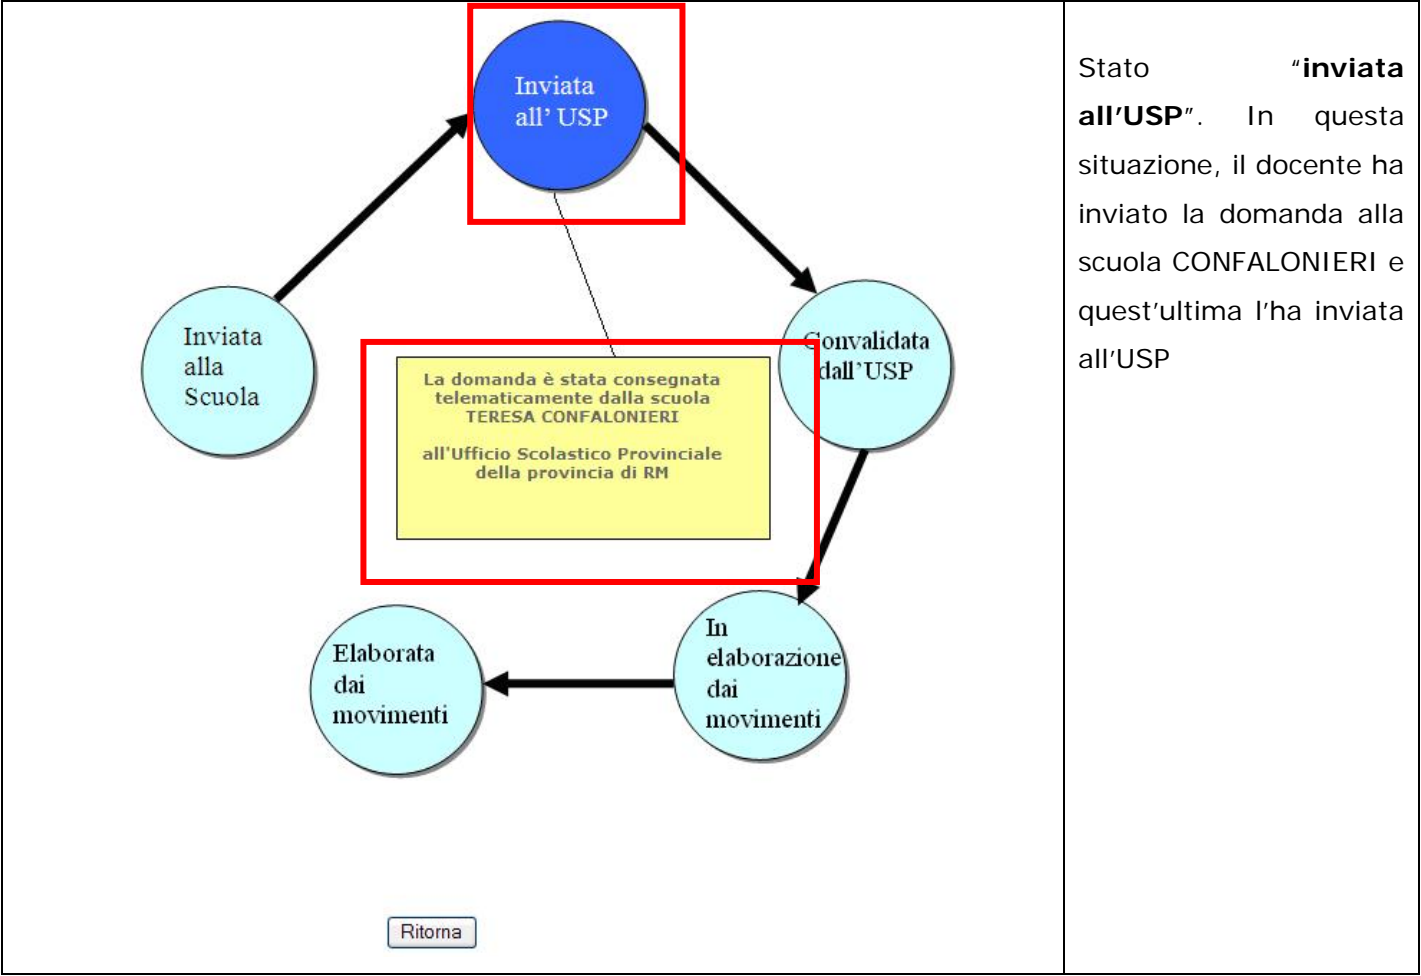 Inviata
all' USP
Inviata
alla
Scuola
Convalidata
dall'USP
La domanda è stata consegnata
telematicamente dalla scuola
TERESA CONFALONIERI
all'Ufficio Scolastico Provinciale
della provincia di RM
In
elaborazione
dai
movimenti
Elaborata
dai
movimenti
Ritorna
Stato "inviata
all'USP". In questa
situazione, il docente ha
inviato la domanda alla
scuola CONFALONIERI e
quest'ultima l'ha inviata
all'USP